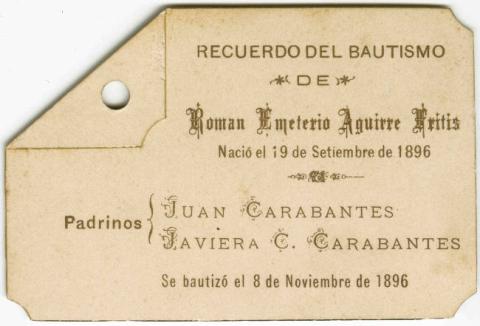 RECUERDO DEL BAUTISMO
DE
Roman Emeterio Aguirre Fritis
Nació el 19 de Setiembre de 1896
Padrinos
JUAN CARABANTES
JAVIERA C. CARABANTES
Se bautizó el 8 de Noviembre de 1896